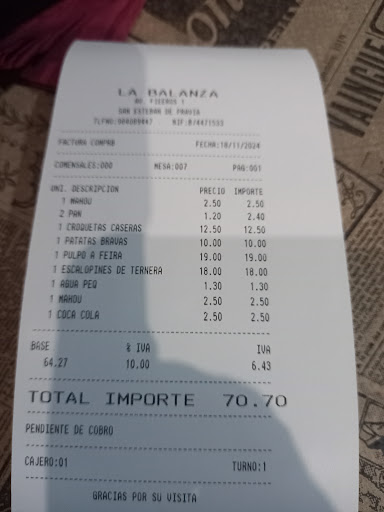 LA BALANZA
SAN ESTEBAN DE PRAVIA
FACTURA COMPRA FECHA:10/11/2024
COMENSALES:000 MESA:007 PAG:001
UNI. DESCRIPCION PRECIO IMPORTE
1 MAHOU 2.50 2.50
2 PAN 1.20 2.40
1 CROQUETAS CASERAS 12.50 12.50
1 PATATAS BRAVAS 10.00 10.00
1 PULPO A FEIRA 19.00 19.00
1 ESCALOPINES DE TERNERA 18.00 18.00
1 AGUA PEQ 1.30 1.30
1 MAHOU 2.50 2.50
1 COCA COLA 2.50 2.50
BASE % IVA IVA
64.27 10.00 6.43
TOTAL IMPORTE 70.70
PENDIENTE DE COBRO
CAJERO:01 TURNO:1
GRACIAS POR SU VISITA